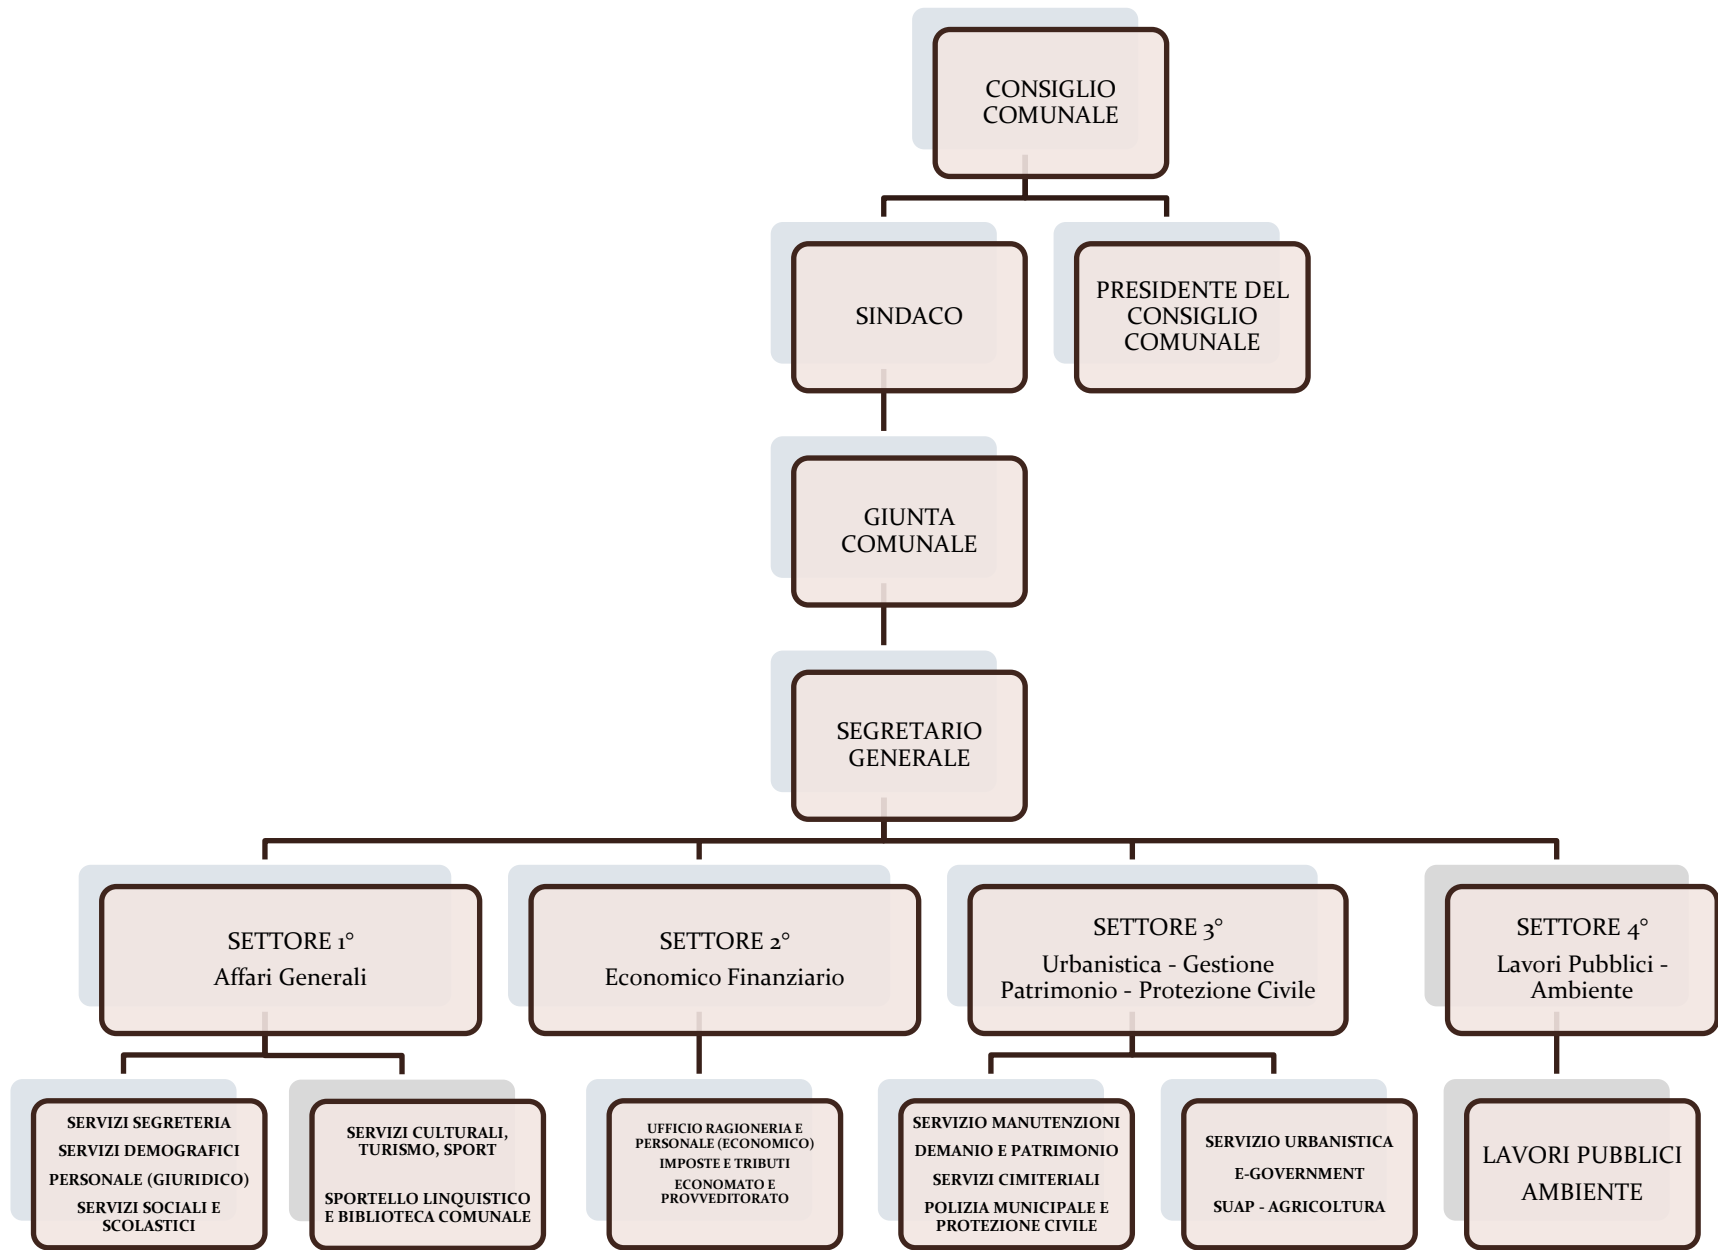 CONSIGLIO
COMUNALE
SINDACO
PRESIDENTE DEL
CONSIGLIO
COMUNALE
GIUNTA
COMUNALE
SEGRETARIO
GENERALE
SETTORE 1°
Affari Generali
SETTORE 2°
Economico Finanziario
SETTORE 3°
Urbanistica - Gestione
Patrimonio - Protezione Civile
SETTORE 4°
Lavori Pubblici -
Ambiente
SERVIZI SEGRETERIA
SERVIZI DEMOGRAFICI
PERSONALE (GIURIDICO)
SERVIZI SOCIALI E
SCOLASTICI
SERVIZI CULTURALI,
TURISMO, SPORT
SPORTELLO LINQUISTICO
E BIBLIOTECA COMUNALE
UFFICIO RAGIONERIA E
PERSONALE (ECONOMICO)
IMPOSTE E TRIBUTI
ECONOMATO E
PROVVEDITORATO
SERVIZIO MANUTENZIONI
DEMANIO E PATRIMONIO
SERVIZI CIMITERIALI
POLIZIA MUNICIPALE E
PROTEZIONE CIVILE
SERVIZIO URBANISTICA
E-GOVERNMENT
SUAP - AGRICOLTURA
LAVORI PUBBLICI
AMBIENTE